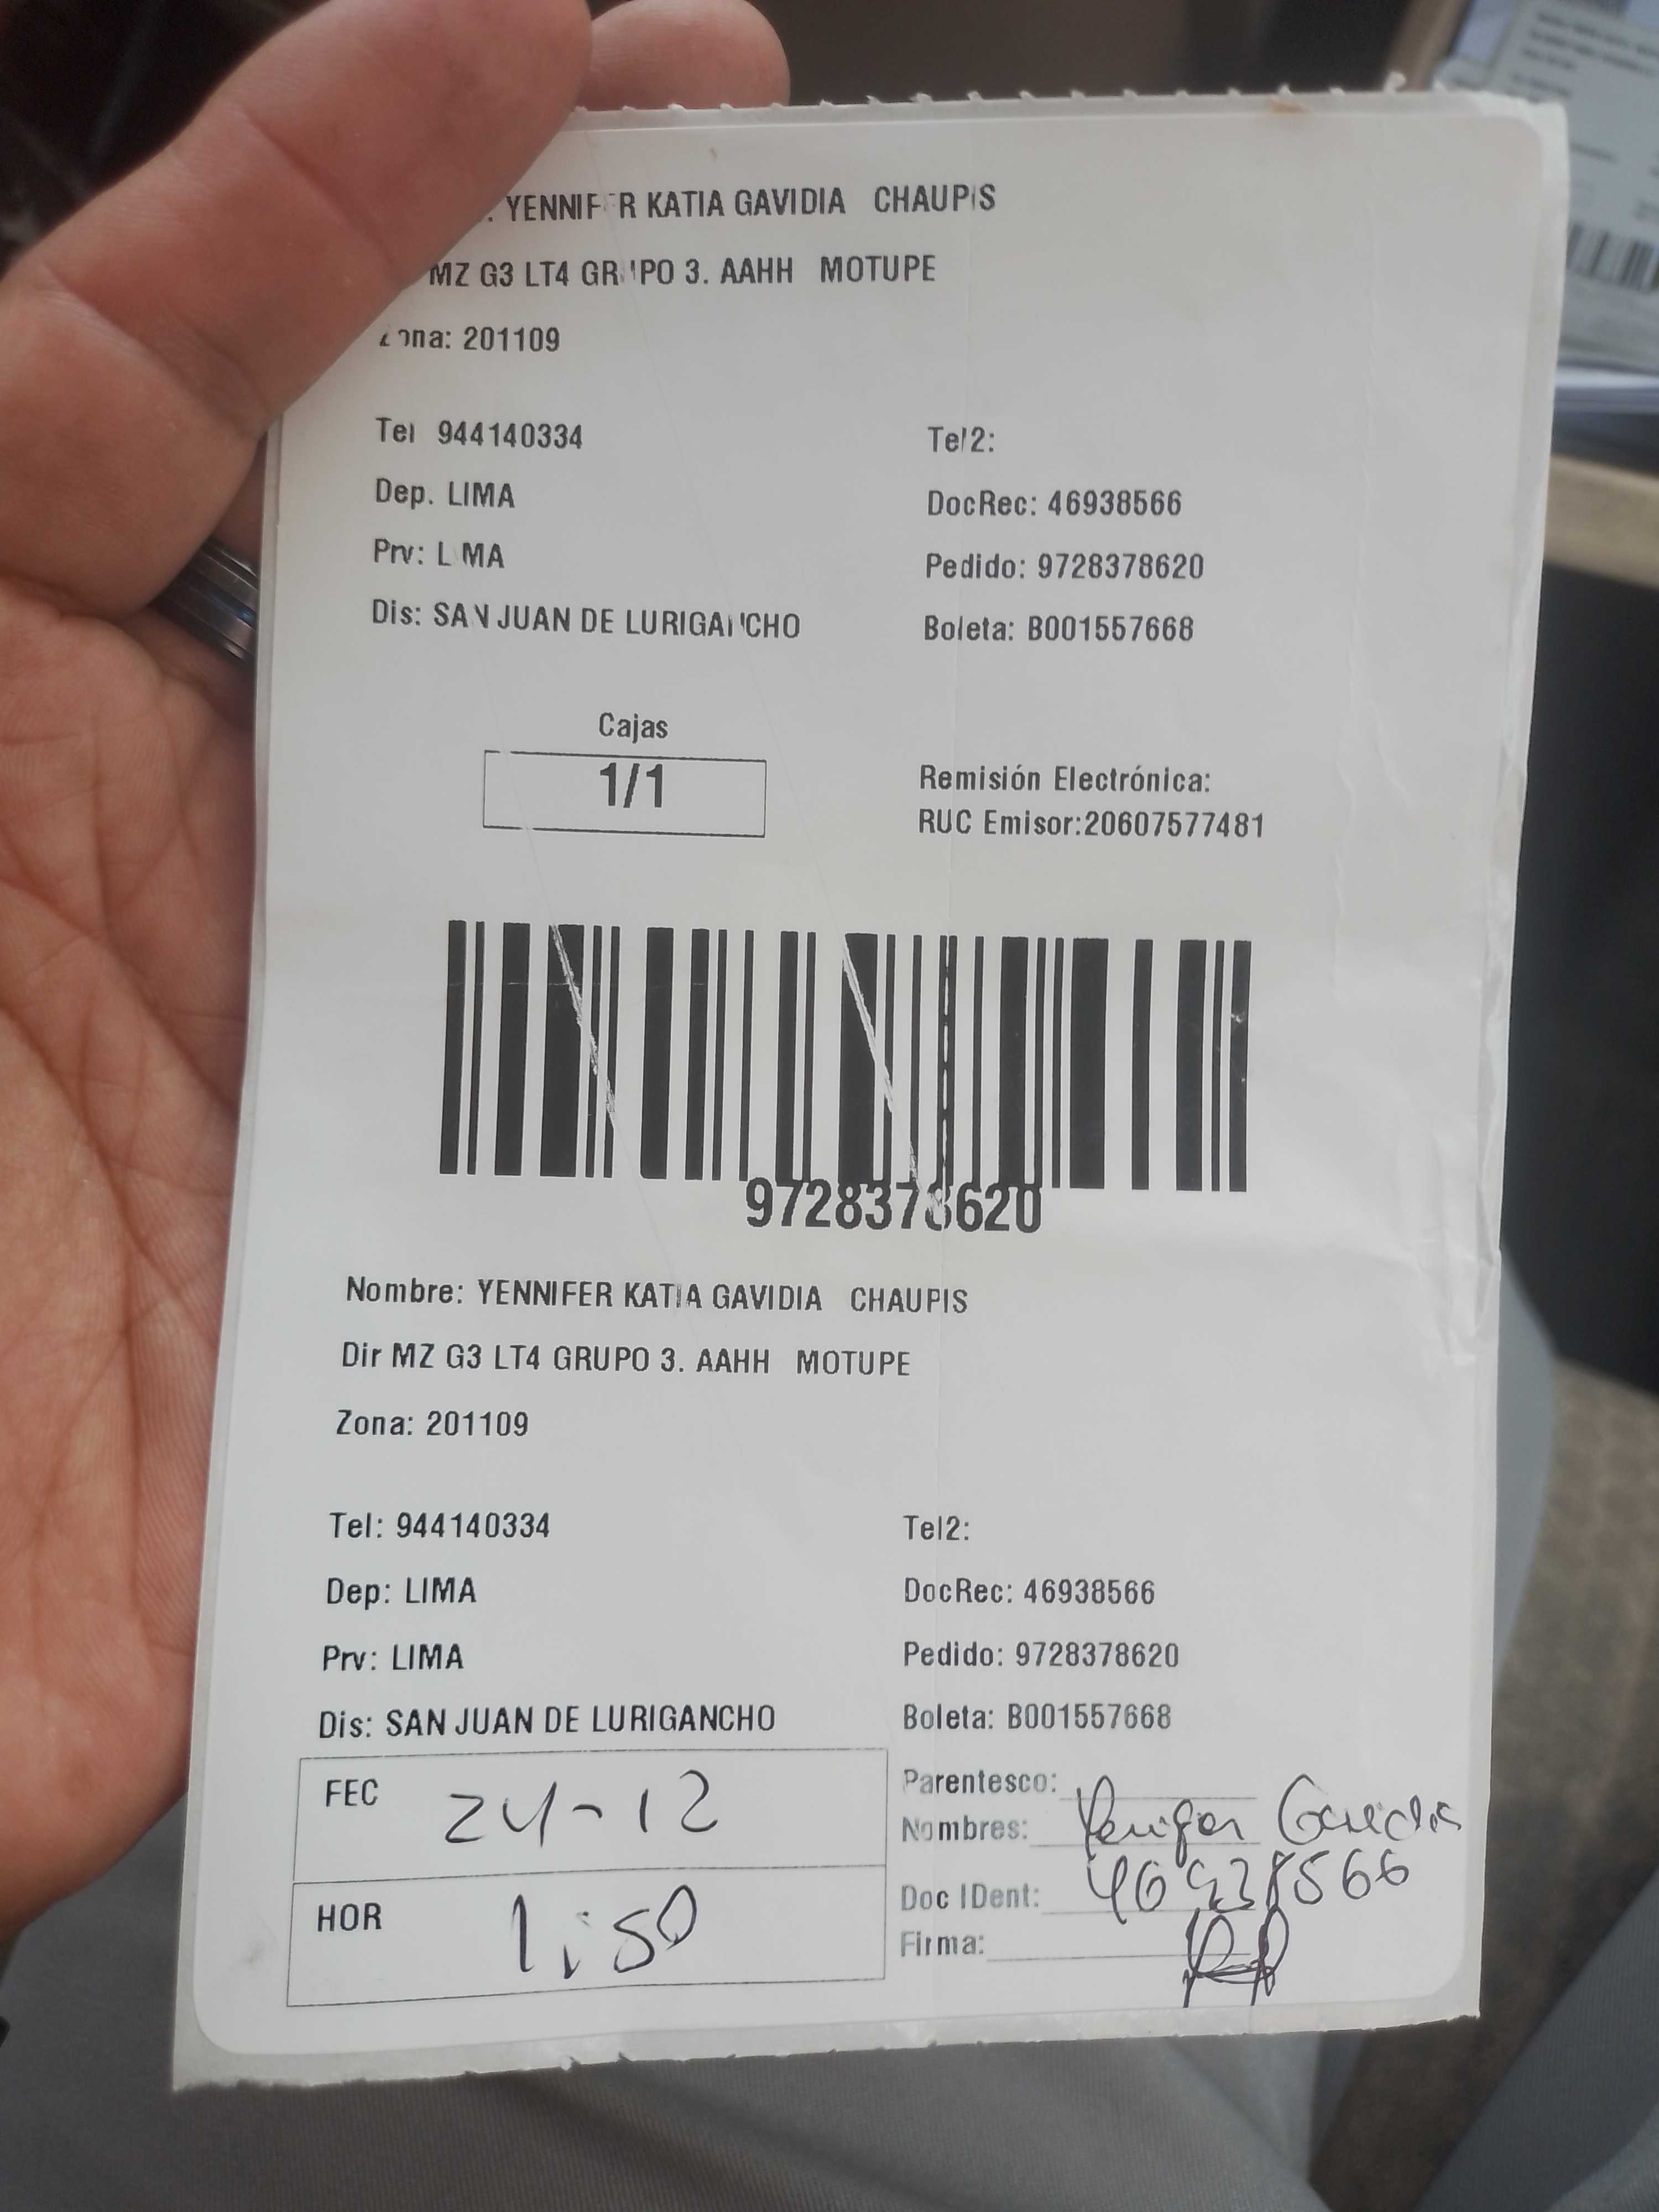 . YENNIFER KATIA GAVIDIA CHAUPIS
MZ G3 LT4 GRUPO 3. AAHH MOTUPE
Zona: 201109
Tel 944140334 Tel2:
Dep. LIMA DocRec: 46938566
Prv: LIMA Pedido: 9728378620
Dis: SAN JUAN DE LURIGANCHO Boleta: B001557668
Cajas
1/1
Remisión Electrónica:
RUC Emisor:20607577481
9728378620
Nombre: YENNIFER KATIA GAVIDIA CHAUPIS
Dir MZ G3 LT4 GRUPO 3. AAHH MOTUPE
Zona: 201109
Tel: 944140334 Tel2:
Dep: LIMA DocRec: 46938566
Prv: LIMA Pedido: 9728378620
Dis: SAN JUAN DE LURIGANCHO Boleta: B001557668
FEC 24-12
HOR 1:50
Parentesco:
Nombres: Yenifer Gavidia
Doc IDent: 46938566
Firma: